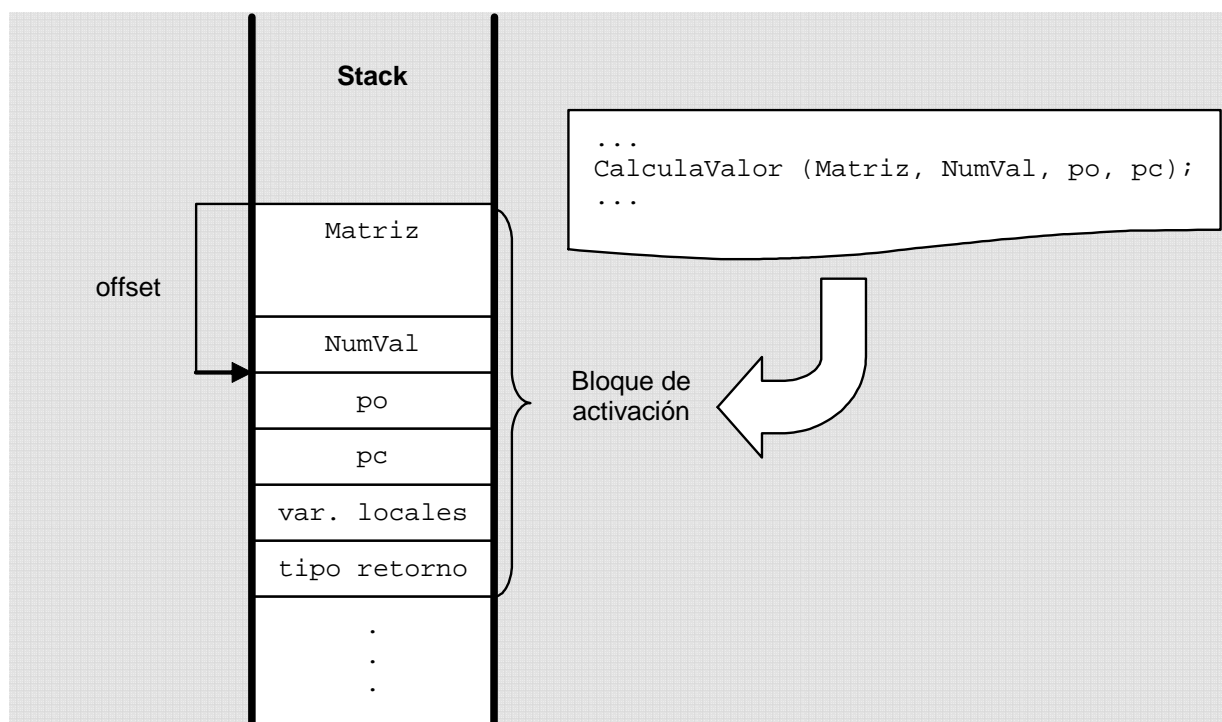 Stack
...
CalculaValor (Matriz, NumVal, po, pc);
...
Matriz
offset
NumVal
Bloque de
activación
po
pc
var. locales
tipo retorno
.
.
.